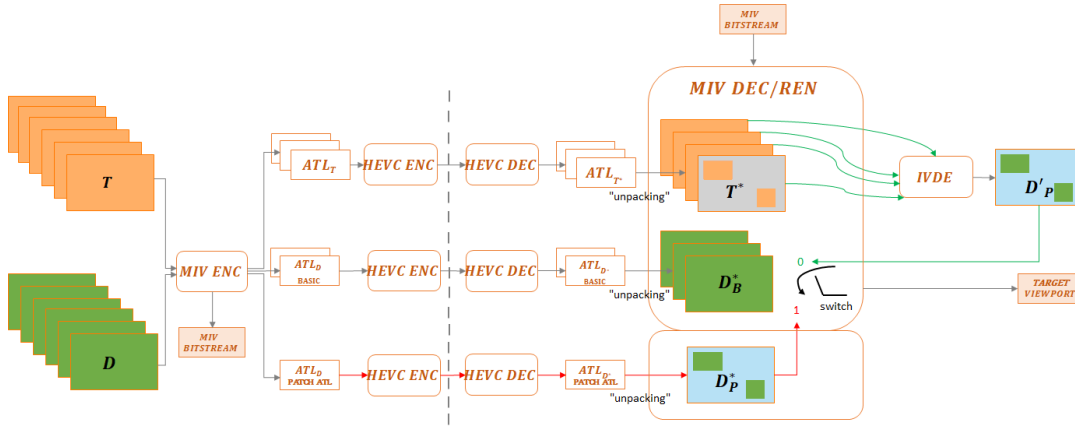 MIV
BITSTREAM
MIV DEC/REN
T
ATL_T
HEVC ENC
HEVC DEC
ATL_T*
"unpacking"
T*
IVDE
D'_P
MIV ENC
ATL_D
BASIC
HEVC ENC
HEVC DEC
ATL_D*
BASIC
"unpacking"
D*_B
0
switch
1
TARGET
VIEWPORT
MIV
BITSTREAM
D
ATL_D
PATCH ATL
HEVC ENC
HEVC DEC
ATL_D*
PATCH ATL
"unpacking"
D*_P